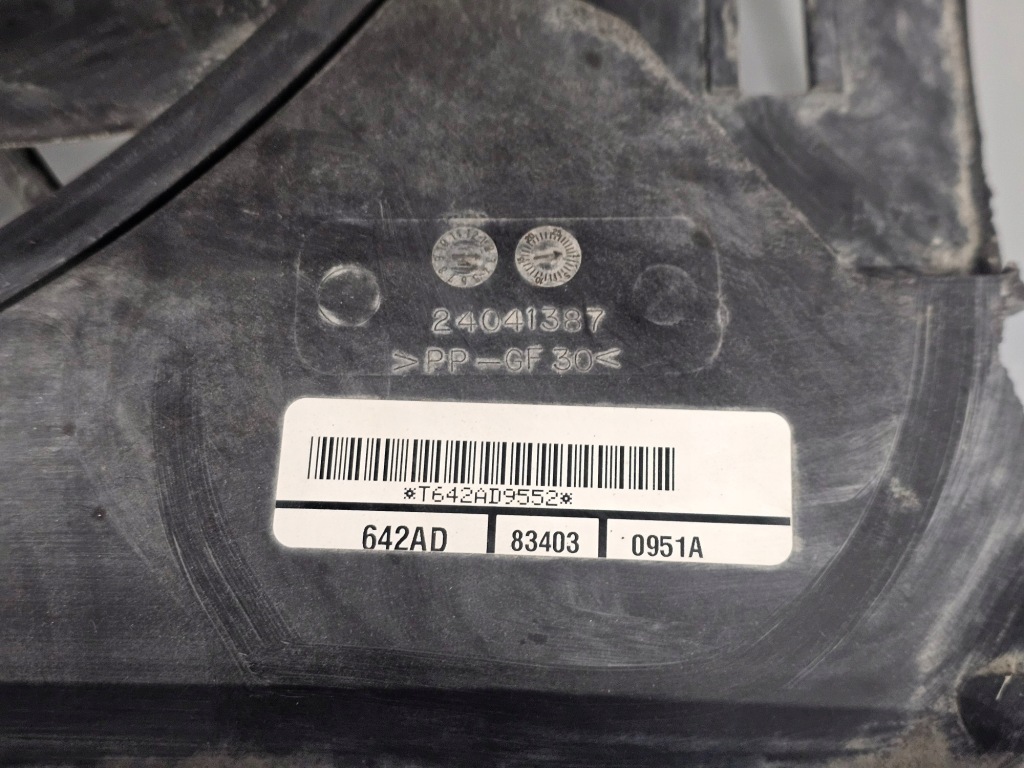 24041387
>PP-GF30<
*T642AD9552*
642AD 83403 0951A